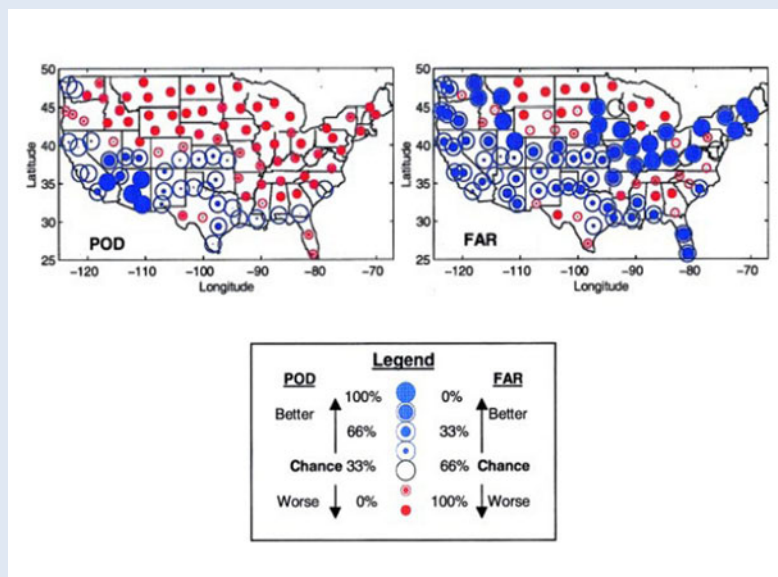 50
45
40
35
30
25
Latitude
POD
−120 −110 −100 −90 −80 −70
Longitude
50
45
40
35
30
25
Latitude
FAR
−120 −110 −100 −90 −80 −70
Longitude
Legend
POD FAR
100% 0%
Better Better
66% 33%
Chance 33% 66% Chance
Worse 0% 100% Worse